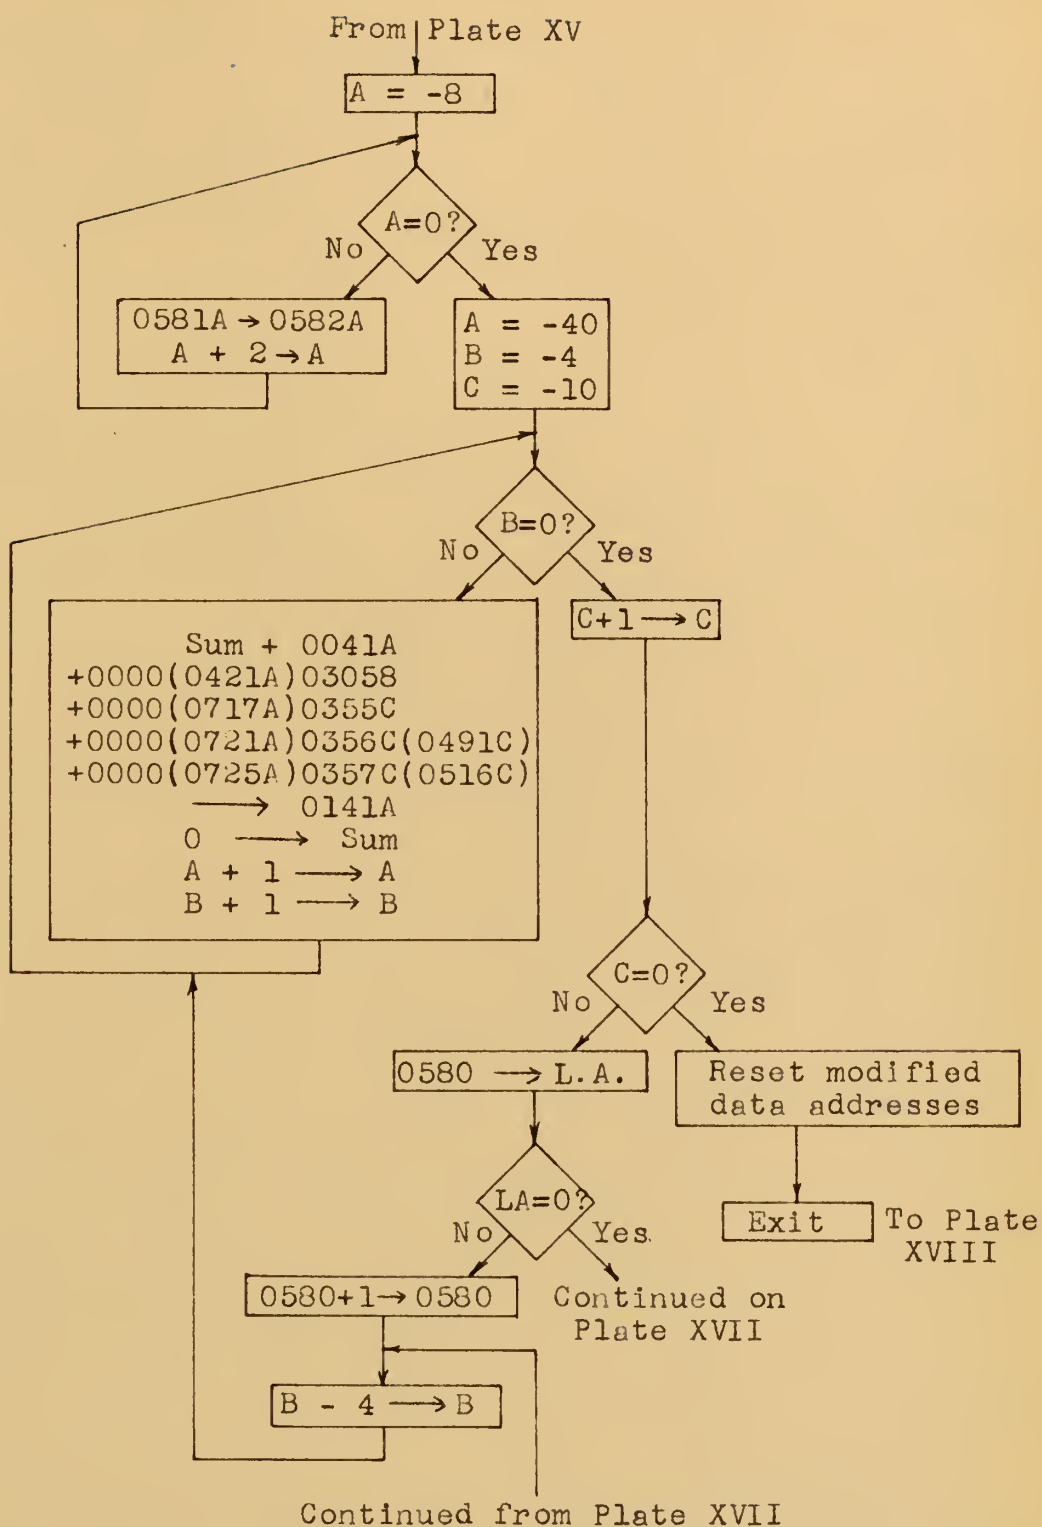 From Plate XV
A = -8
A=0?
No Yes
0581A → 0582A
A + 2 → A
A = -40
B = -4
C = -10
B=0?
No Yes
Sum + 0041A
+0000(0421A)03058
+0000(0717A)0355C
+0000(0721A)0356C(0491C)
+0000(0725A)0357C(0516C)
→ 0141A
0 → Sum
A + 1 → A
B + 1 → B
C+1 → C
C=0?
No Yes
0580 → L.A.
Reset modified
data addresses
LA=0?
No Yes
Exit To Plate
XVIII
0580+1→0580
Continued on
Plate XVII
B - 4 → B
Continued from Plate XVII